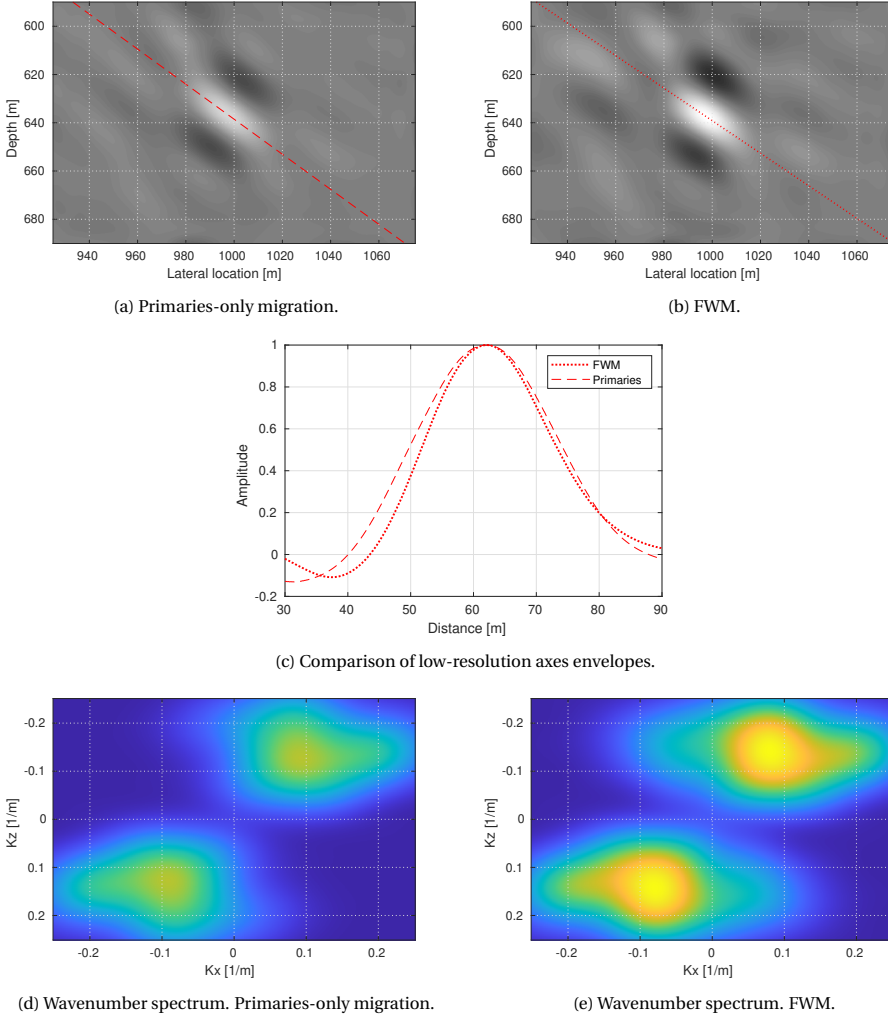 600
620
640
660
680
Depth [m]
940 960 980 1000 1020 1040 1060
Lateral location [m]
(a) Primaries-only migration.
600
620
640
660
680
Depth [m]
940 960 980 1000 1020 1040 1060
Lateral location [m]
(b) FWM.
1
0.8
0.6
0.4
0.2
0
-0.2
Amplitude
FWM
Primaries
30 40 50 60 70 80 90
Distance [m]
(c) Comparison of low-resolution axes envelopes.
-0.2
-0.1
0
0.1
0.2
Kz [1/m]
-0.2 -0.1 0 0.1 0.2
Kx [1/m]
(d) Wavenumber spectrum. Primaries-only migration.
-0.2
-0.1
0
0.1
0.2
Kz [1/m]
-0.2 -0.1 0 0.1 0.2
Kx [1/m]
(e) Wavenumber spectrum. FWM.